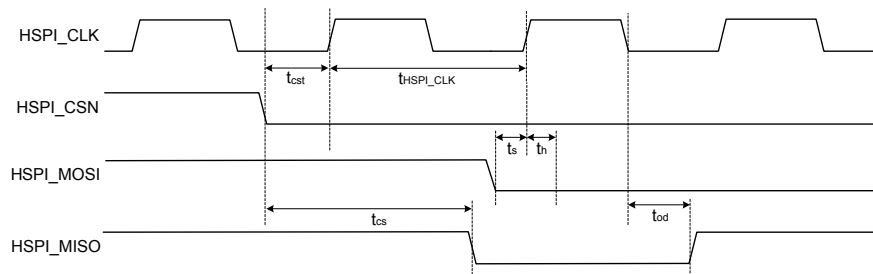 HSPI_CLK
tcst
tHSPI_CLK
HSPI_CSN
ts
th
HSPI_MOSI
tcs
tod
HSPI_MISO